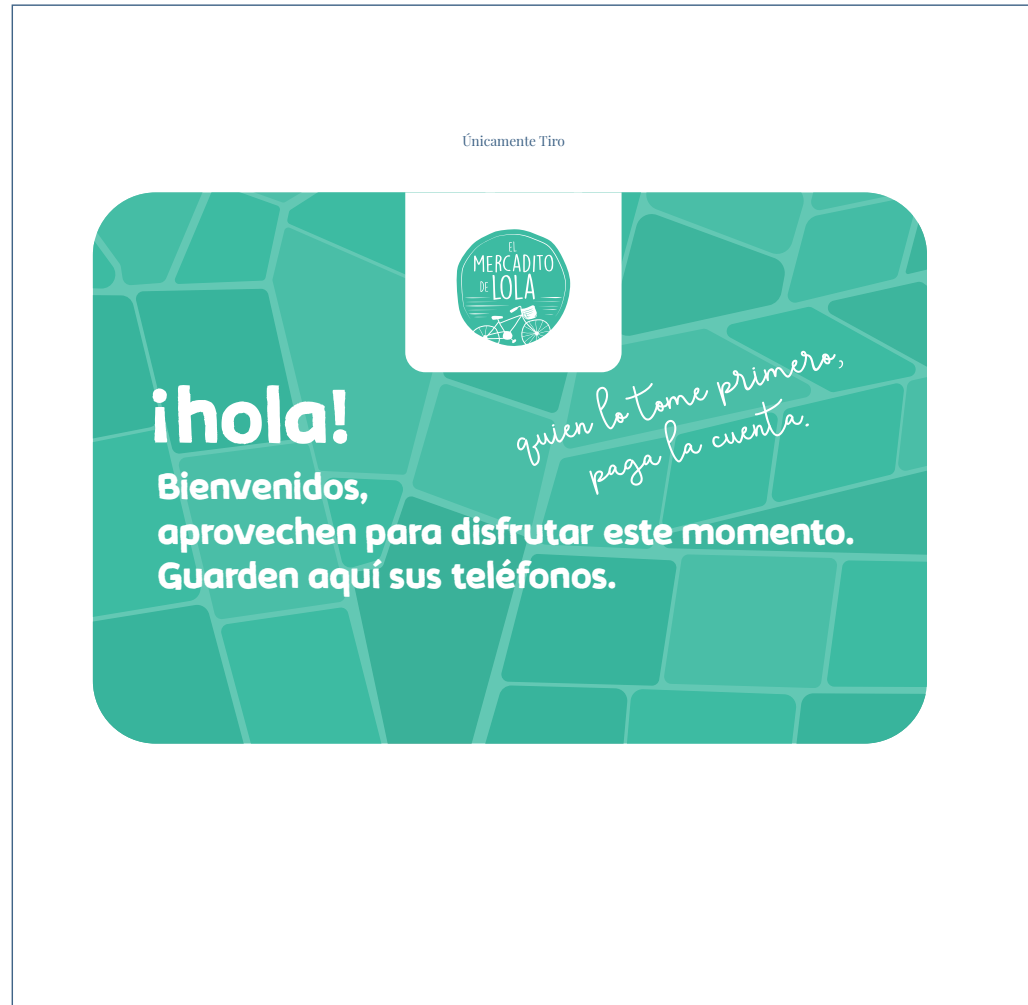 Únicamente Tiro
EL
MERCADITO
DE LOLA
¡hola!
quien lo tome primero,
paga la cuenta.
Bienvenidos,
aprovechen para disfrutar este momento.
Guarden aquí sus teléfonos.